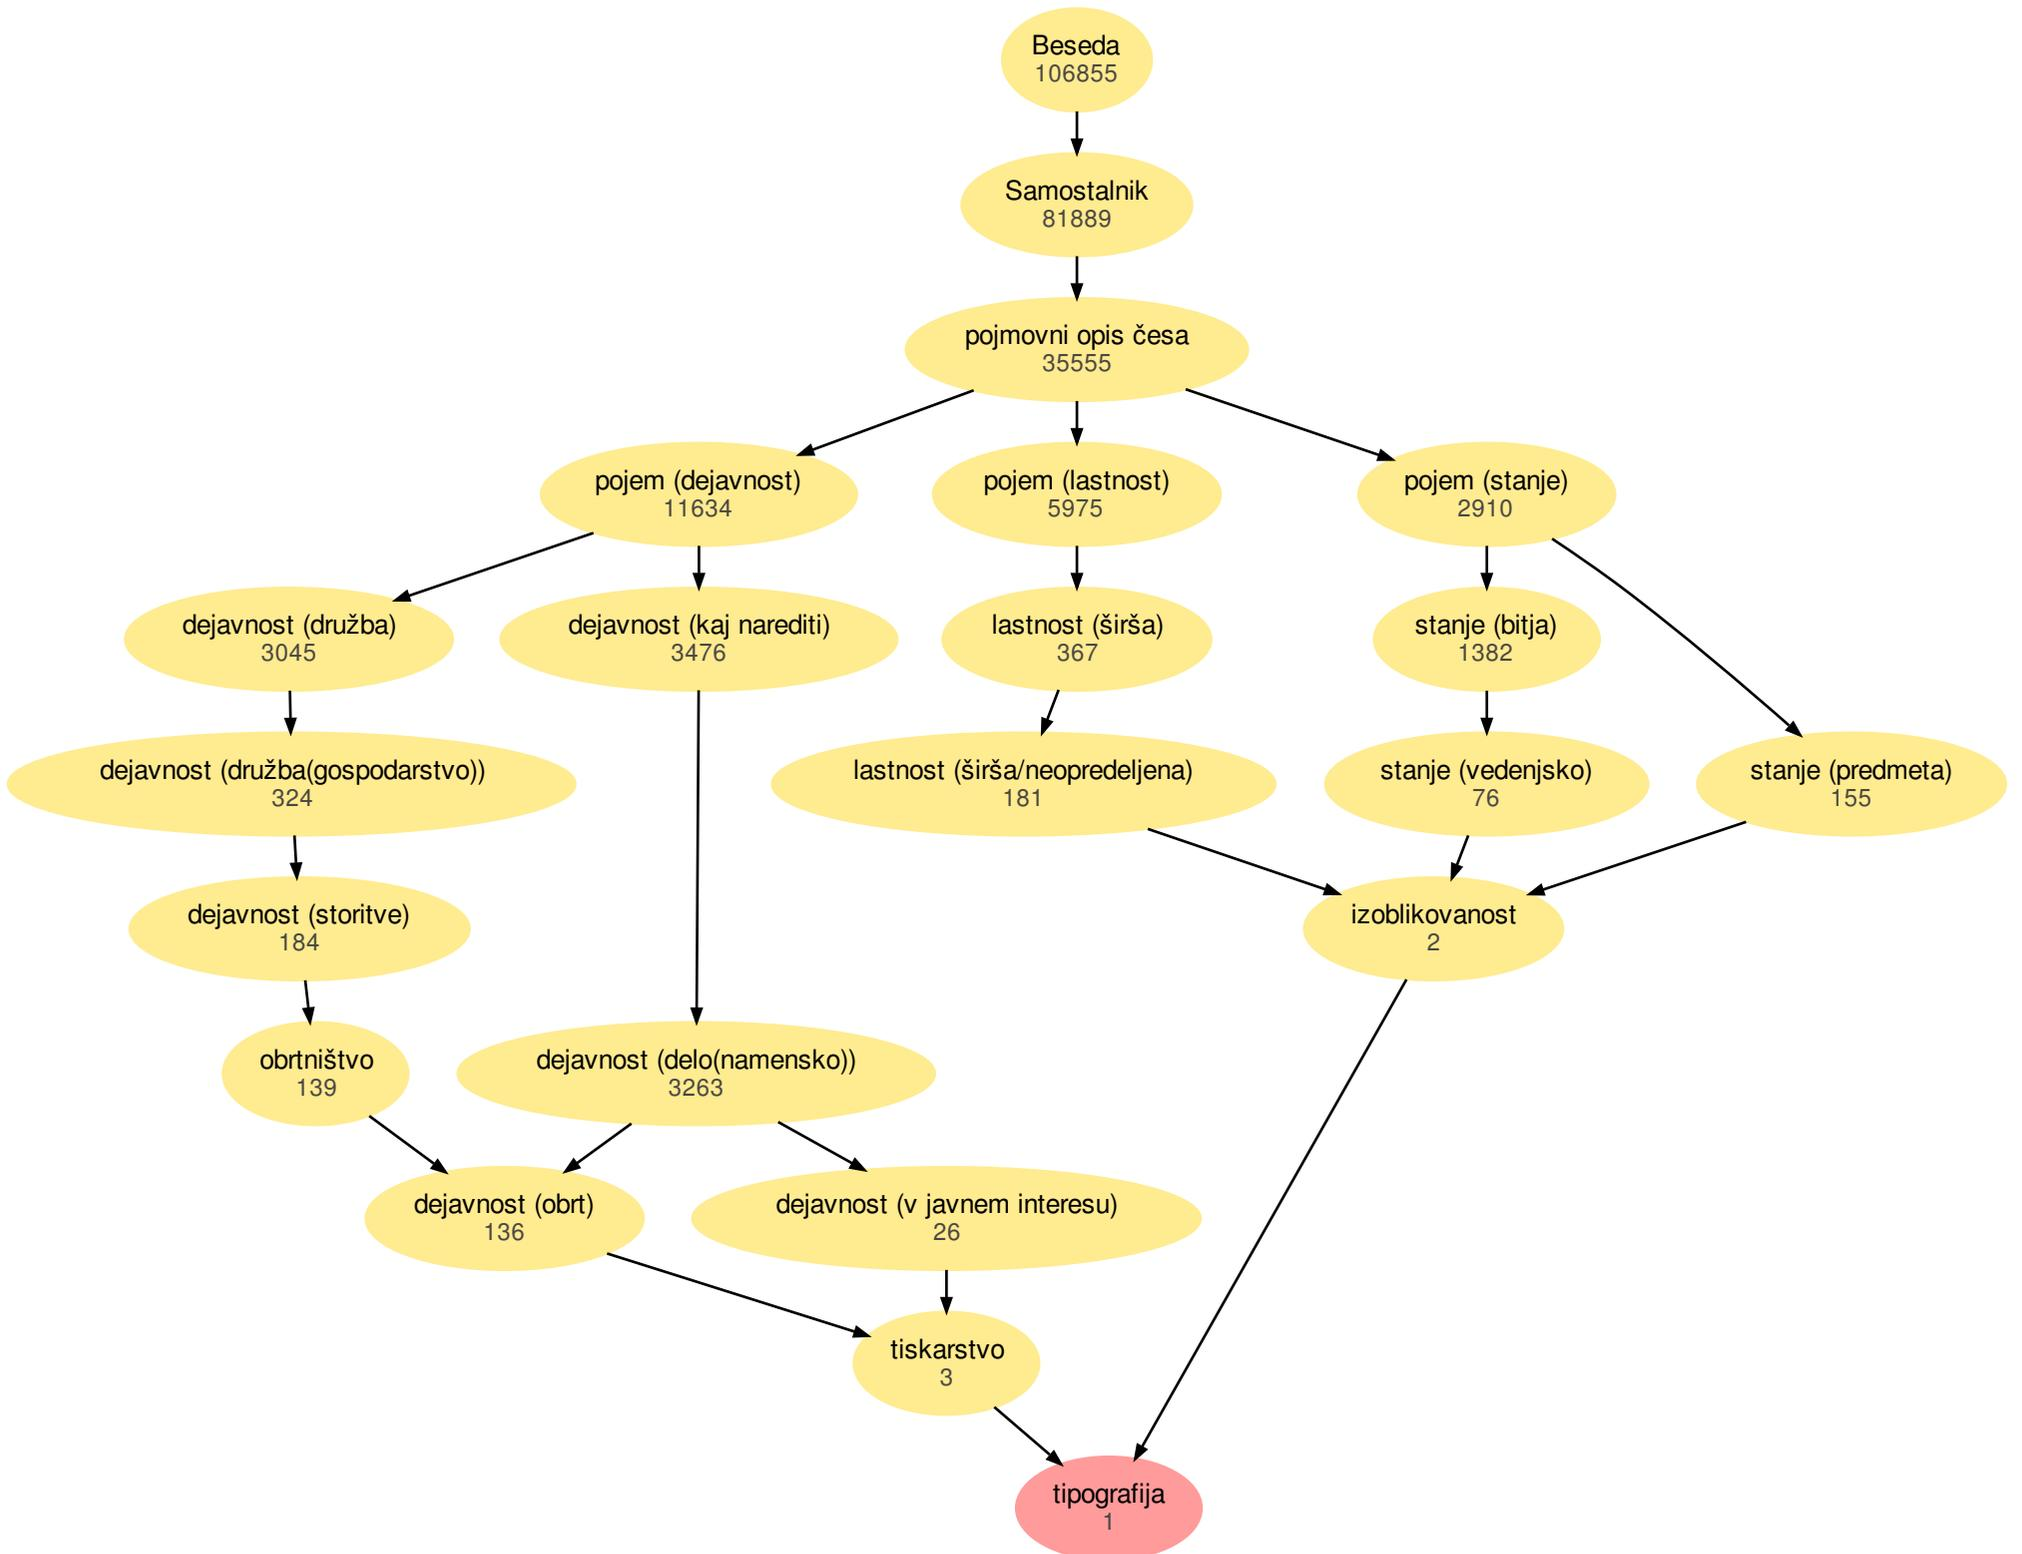 Beseda
106855
Samostalnik
81889
pojmovni opis česa
35555
pojem (dejavnost)
11634
pojem (lastnost)
5975
pojem (stanje)
2910
dejavnost (družba)
3045
dejavnost (kaj narediti)
3476
lastnost (širša)
367
stanje (bitja)
1382
dejavnost (družba(gospodarstvo))
324
lastnost (širša/neopredeljena)
181
stanje (vedenjsko)
76
stanje (predmeta)
155
dejavnost (storitve)
184
izoblikovanost
2
obrtništvo
139
dejavnost (delo(namensko))
3263
dejavnost (obrt)
136
dejavnost (v javnem interesu)
26
tiskarstvo
3
tipografija
1